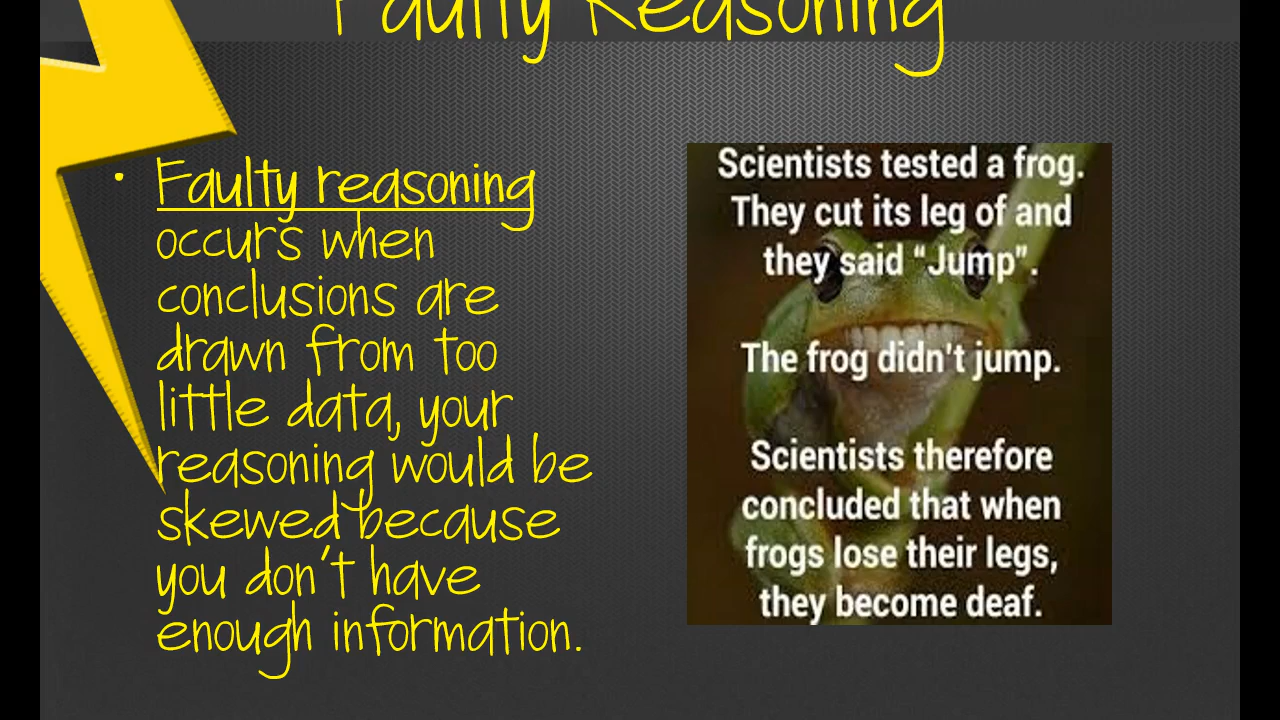 Faulty Reasoning
• Faulty reasoning
occurs when
conclusions are
drawn from too
little data, your
reasoning would be
skewed because
you don't have
enough information.
Scientists tested a frog.
They cut its leg of and
they said “Jump”.
The frog didn't jump.
Scientists therefore
concluded that when
frogs lose their legs,
they become deaf.